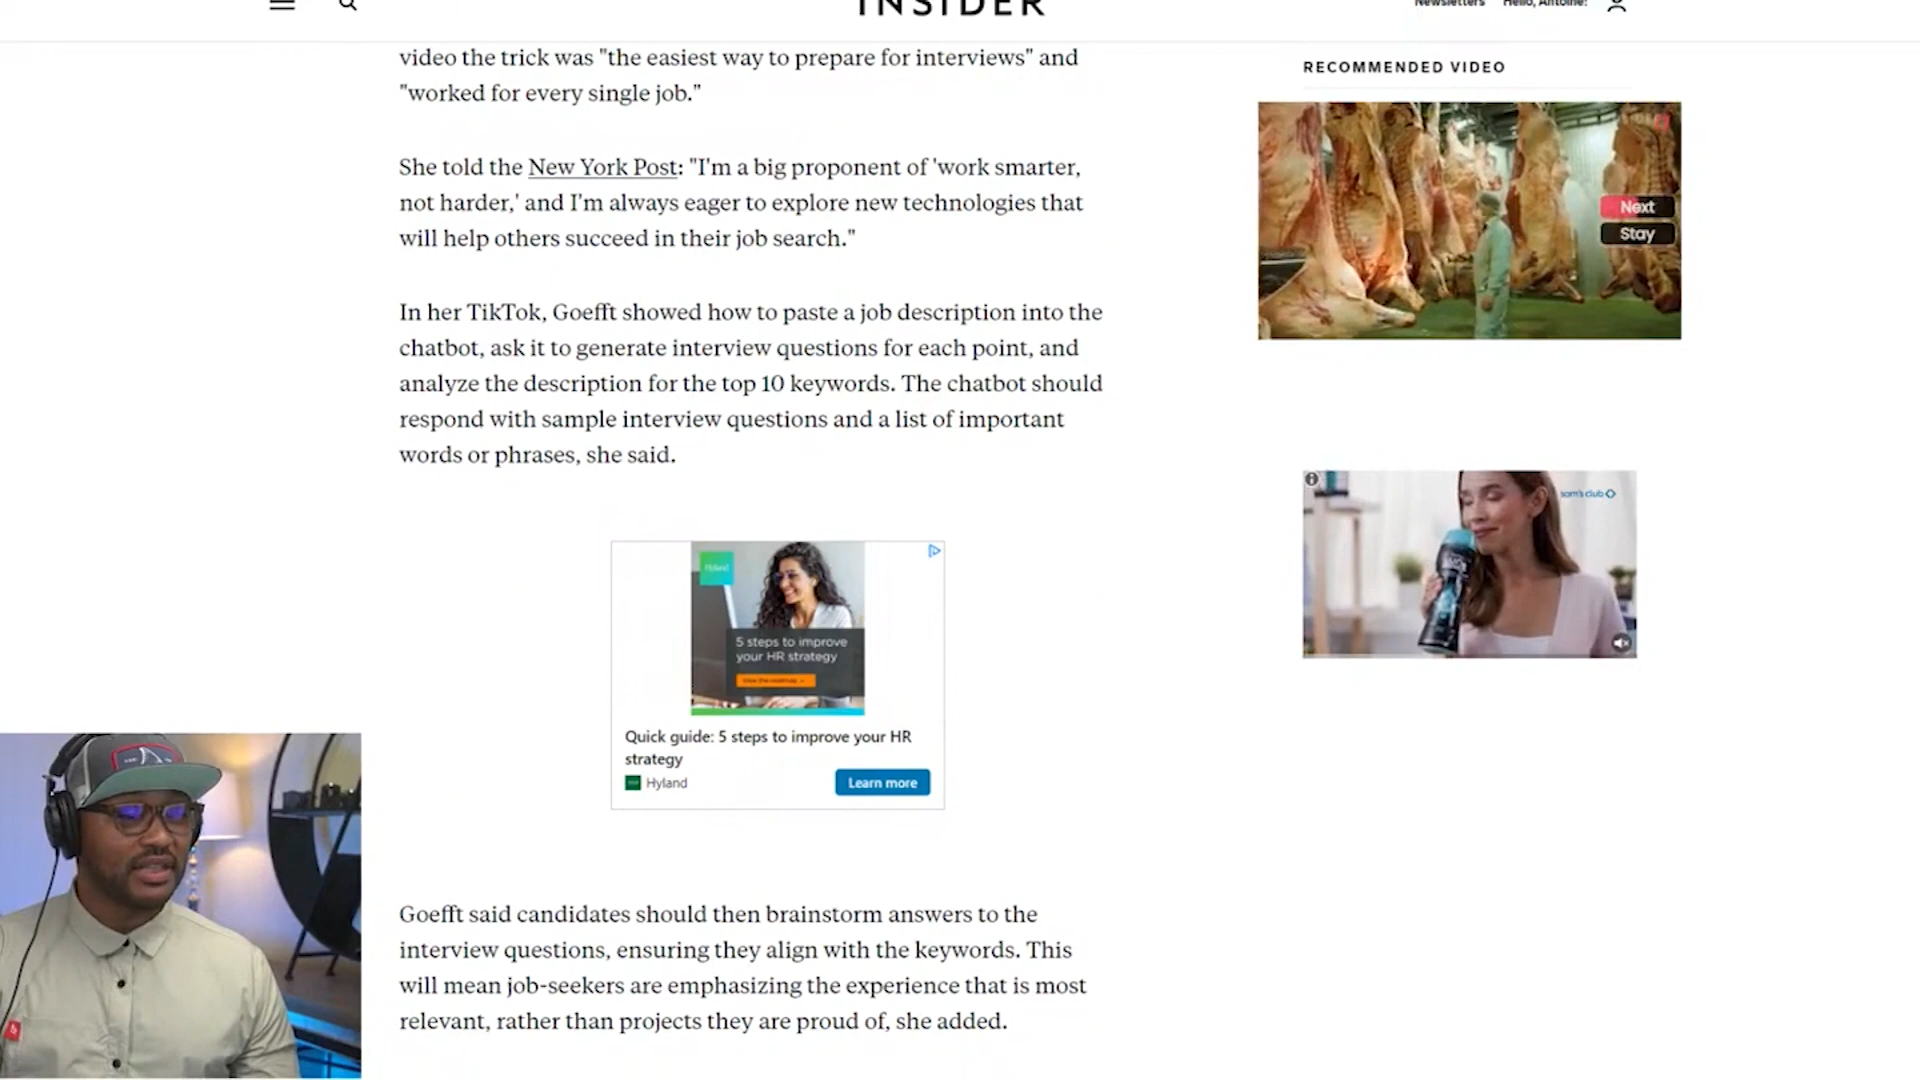 INSIDER
Newsletters
Hello, Antoine!
video the trick was "the easiest way to prepare for interviews" and
"worked for every single job."
She told the New York Post: "I'm a big proponent of 'work smarter,
not harder,' and I'm always eager to explore new technologies that
will help others succeed in their job search."
In her TikTok, Goefft showed how to paste a job description into the
chatbot, ask it to generate interview questions for each point, and
analyze the description for the top 10 keywords. The chatbot should
respond with sample interview questions and a list of important
words or phrases, she said.
Hyland
5 steps to improve
your HR strategy
View the roadmap
Quick guide: 5 steps to improve your HR
strategy
Hyland
Learn more
Goefft said candidates should then brainstorm answers to the
interview questions, ensuring they align with the keywords. This
will mean job-seekers are emphasizing the experience that is most
relevant, rather than projects they are proud of, she added.
RECOMMENDED VIDEO
Next
Stay
sam's club